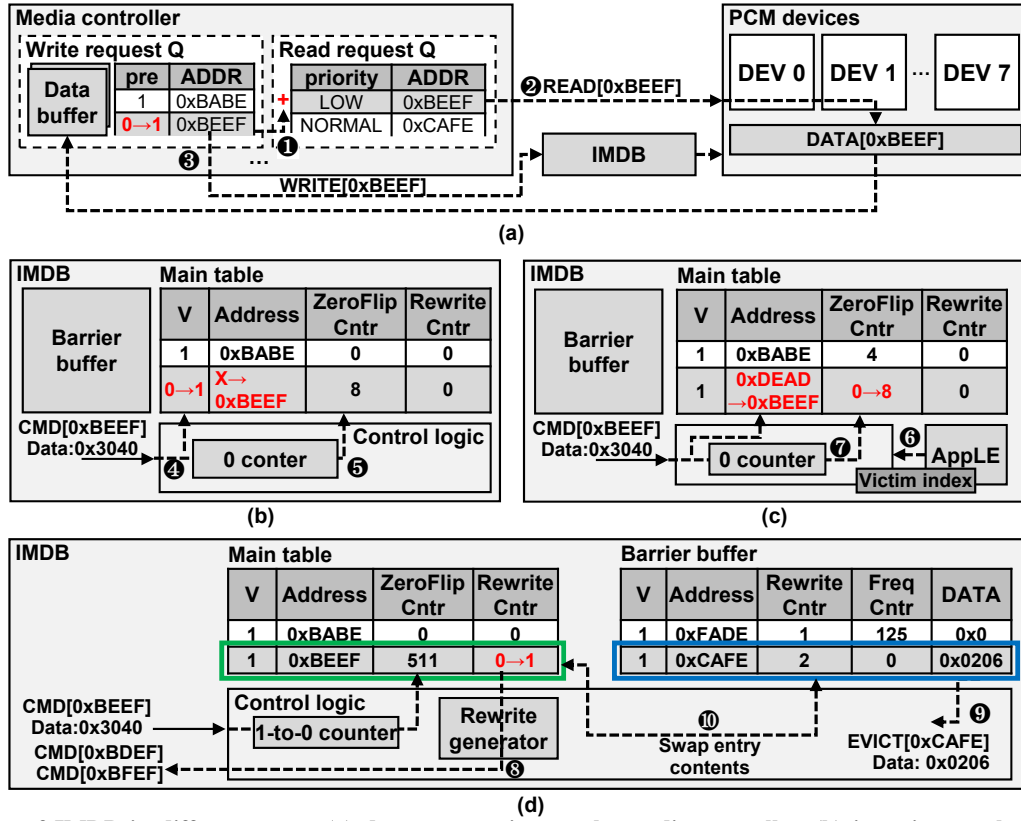 Media controller
Write request Q
Data buffer
pre ADDR
1 0xBABE
0→1 0xBEEF
Read request Q
priority ADDR
+ LOW 0xBEEF
NORMAL 0xCAFE
❶
❷READ[0xBEEF]
❸
...
WRITE[0xBEEF]
IMDB
PCM devices
DEV 0 DEV 1 ... DEV 7
DATA[0xBEEF]
(a)
IMDB
Barrier buffer
Main table
V Address ZeroFlip Cntr Rewrite Cntr
1 0xBABE 0 0
0→1 X→0xBEEF 8 0
CMD[0xBEEF]
Data:0x3040
❹
0 conter
❺
Control logic
(b)
IMDB
Barrier buffer
Main table
V Address ZeroFlip Cntr Rewrite Cntr
1 0xBABE 4 0
1 0xDEAD→0xBEEF 0→8 0
CMD[0xBEEF]
Data:0x3040
0 counter
❼
❻
AppLE
Victim index
(c)
IMDB
Main table
V Address ZeroFlip Cntr Rewrite Cntr
1 0xBABE 0 0
1 0xBEEF 511 0→1
Barrier buffer
V Address Rewrite Cntr Freq Cntr DATA
1 0xFADE 1 125 0x0
1 0xCAFE 2 0 0x0206
CMD[0xBEEF]
Data:0x3040
CMD[0xBDEF]
CMD[0xBFEF]
Control logic
1-to-0 counter
Rewrite generator
❽
❿
Swap entry contents
❾
EVICT[0xCAFE]
Data: 0x0206
(d)